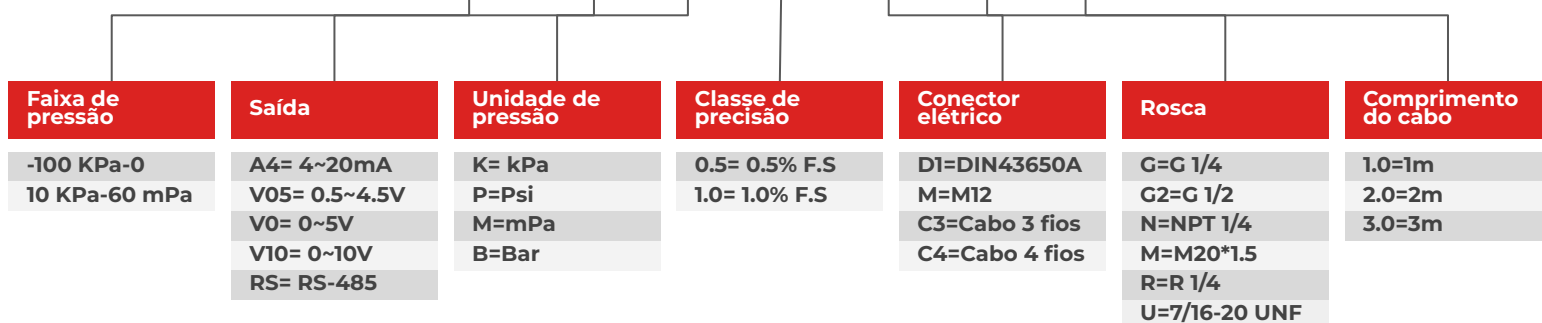 Faixa de
pressão
-100 KPa-0
10 KPa-60 mPa
Saída
A4= 4~20mA
V05= 0.5~4.5V
V0= 0~5V
V10= 0~10V
RS= RS-485
Unidade de
pressão
K= kPa
P=Psi
M=mPa
B=Bar
Classe de
precisão
0.5= 0.5% F.S
1.0= 1.0% F.S
Conector
elétrico
D1=DIN43650A
M=M12
C3=Cabo 3 fios
C4=Cabo 4 fios
Rosca
G=G 1/4
G2=G 1/2
N=NPT 1/4
M=M20*1.5
R=R 1/4
U=7/16-20 UNF
Comprimento
do cabo
1.0=1m
2.0=2m
3.0=3m